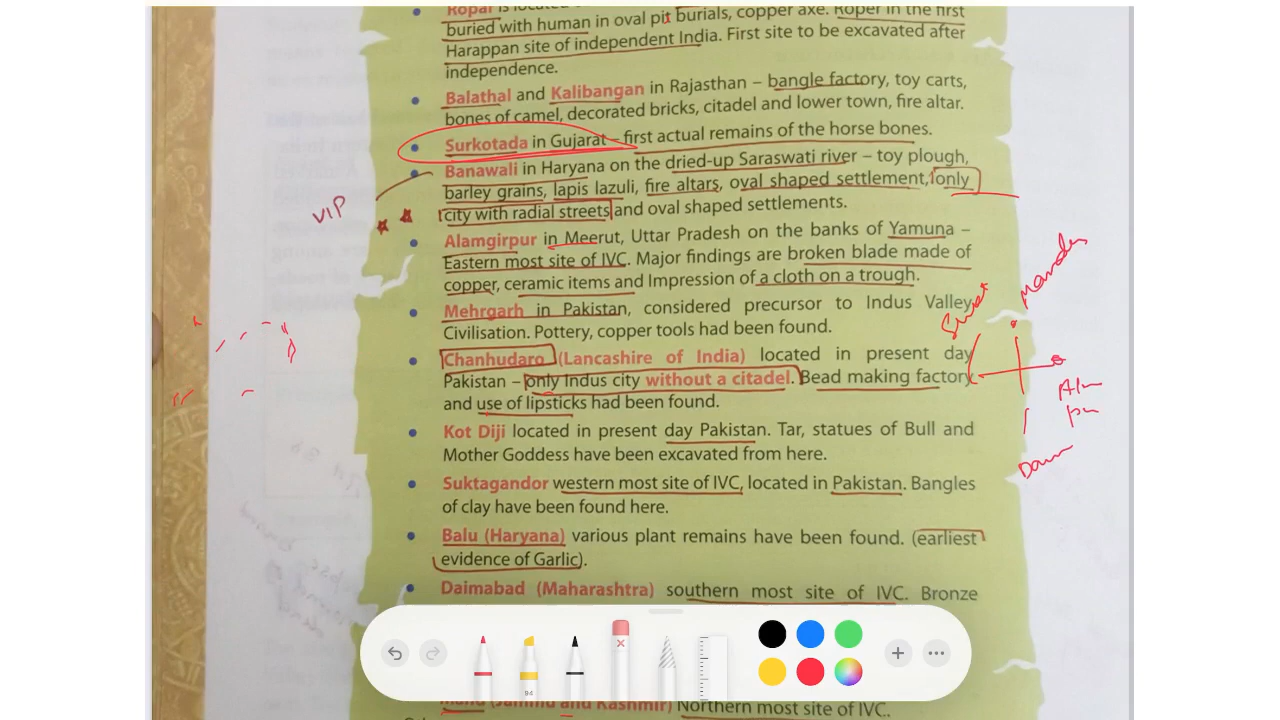 Ropar is located
buried with human in oval pit burials, copper axe. Roper in the first
Harappan site of independent India. First site to be excavated after
independence.
Balathal and Kalibangan in Rajasthan – bangle factory, toy carts,
bones of camel, decorated bricks, citadel and lower town, fire altar.
Surkotada in Gujarat – first actual remains of the horse bones.
Banawali in Haryana on the dried-up Saraswati river – toy plough,
barley grains, lapis lazuli, fire altars, oval shaped settlement, only
city with radial streets and oval shaped settlements.
VIP
Alamgirpur in Meerut, Uttar Pradesh on the banks of Yamuna –
Eastern most site of IVC. Major findings are broken blade made of
copper, ceramic items and Impression of a cloth on a trough.
Mehrgarh in Pakistan, considered precursor to Indus Valley
Civilisation. Pottery, copper tools had been found.
Chanhudaro (Lancashire of India) located in present day
Pakistan – only Indus city without a citadel. Bead making factory
and use of lipsticks had been found.
Kot Diji located in present day Pakistan. Tar, statues of Bull and
Mother Goddess have been excavated from here.
Suktagandor western most site of IVC, located in Pakistan. Bangles
of clay have been found here.
Balu (Haryana) various plant remains have been found. (earliest
evidence of Garlic).
Daimabad (Maharashtra) southern most site of IVC. Bronze
(Jammu and Kashmir) Northern most site of IVC.